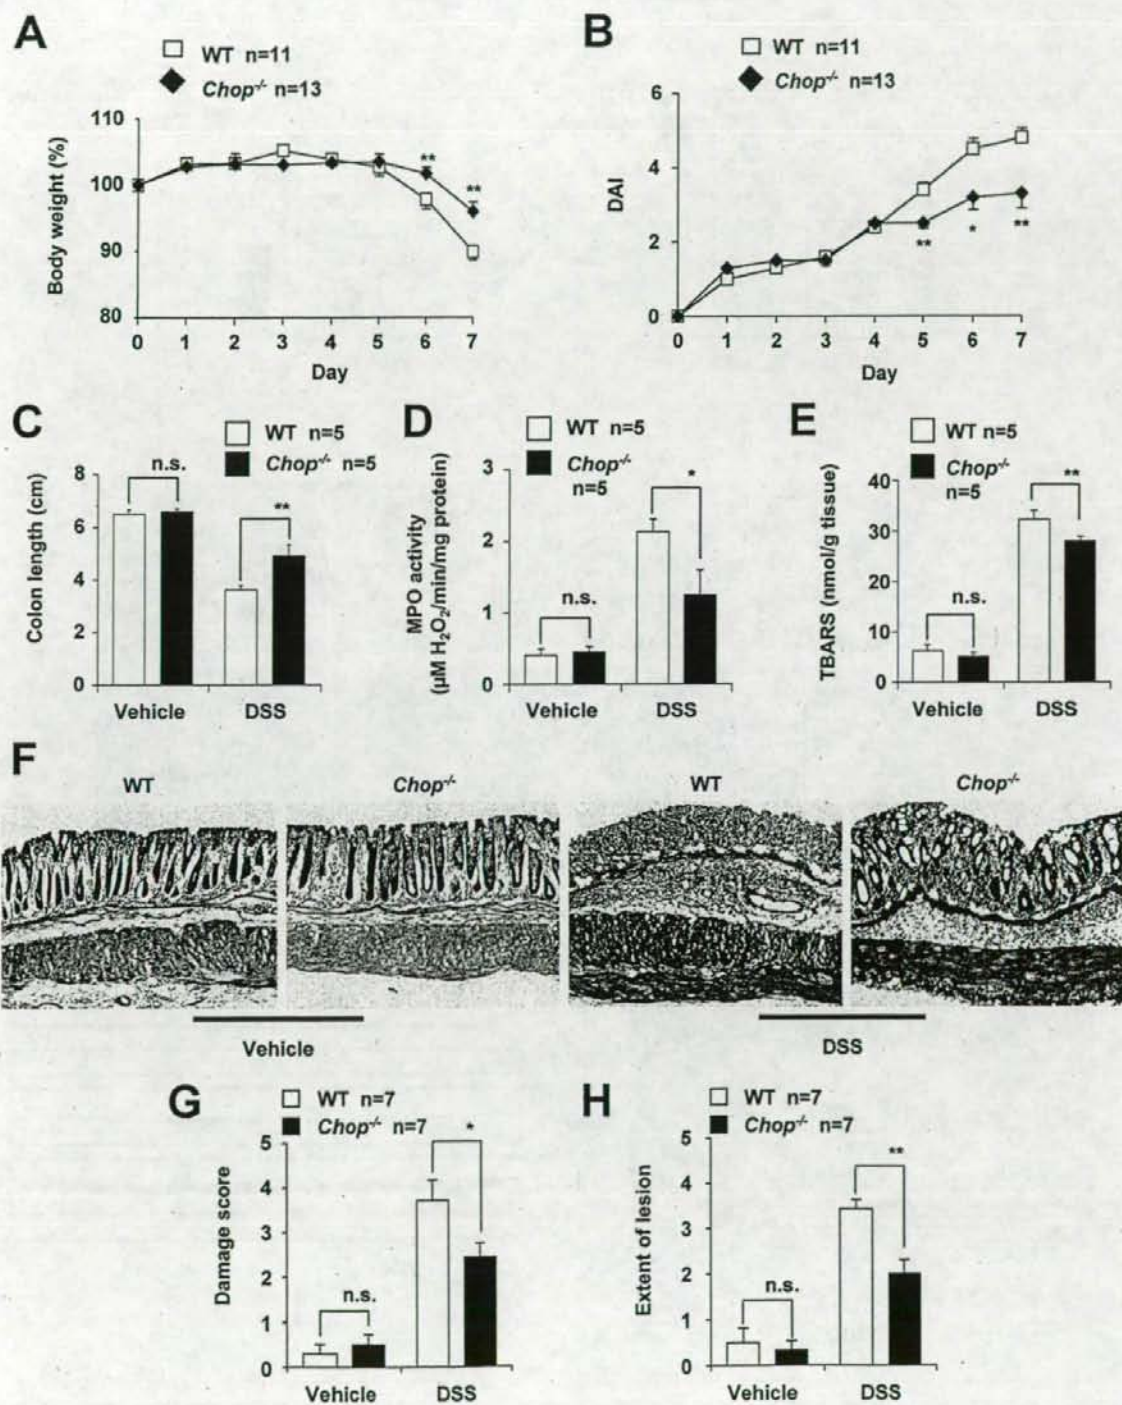 A
WT n=11
Chop-/- n=13
Body weight (%)
110
100
90
80
**
**
0 1 2 3 4 5 6 7
Day
B
WT n=11
Chop-/- n=13
DAI
6
4
2
0
** * **
0 1 2 3 4 5 6 7
Day
C
WT n=5
Chop-/- n=5
Colon length (cm)
8
6
4
2
0
n.s.
**
Vehicle DSS
D
WT n=5
Chop-/-
n=5
MPO activity
(µM H2O2/min/mg protein)
3
2
1
0
n.s.
*
Vehicle DSS
E
WT n=5
Chop-/-
n=5
TBARS (nmol/g tissue)
40
30
20
10
0
n.s.
**
Vehicle DSS
F
WT Chop-/- WT Chop-/-
Vehicle DSS
G
WT n=7
Chop-/- n=7
Damage score
5
4
3
2
1
0
n.s.
*
Vehicle DSS
H
WT n=7
Chop-/- n=7
Extent of lesion
5
4
3
2
1
0
n.s.
**
Vehicle DSS